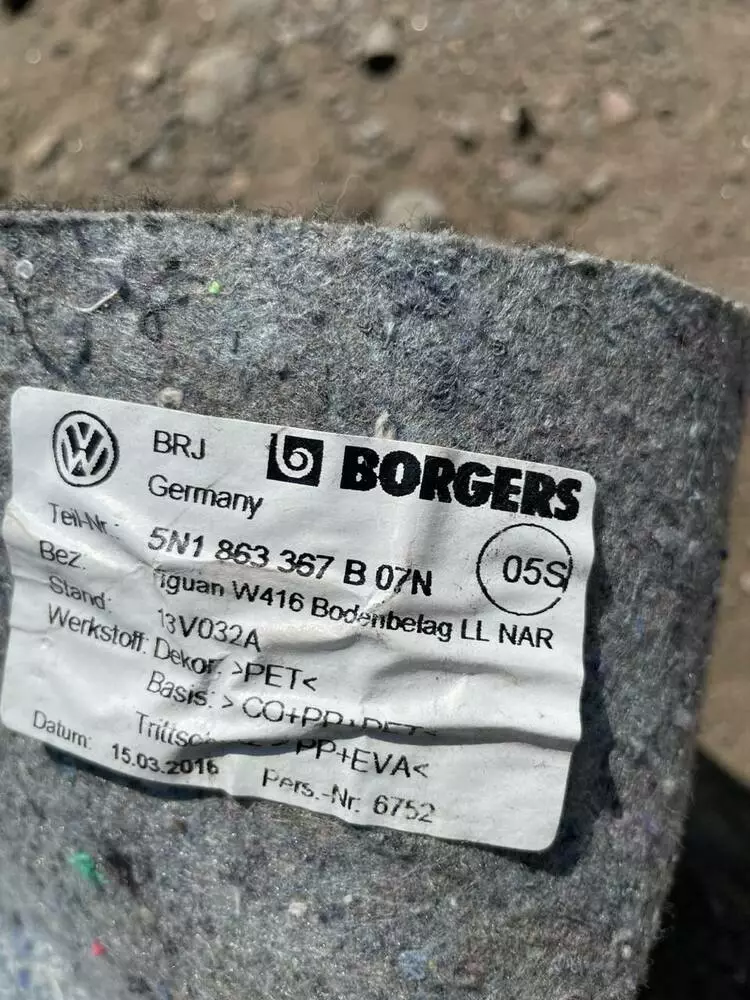 BRJ BORGERS
Germany
Teil-Nr.: 5N1 863 367 B 07N 05S
Bez. iguan W416 Bodenbelag LL NAR
Stand: 13V032A
Werkstoff: Dekor: >PET<
Basis: > CO+PP+PET<
PP+EVA<
Datum: 15.03.2016 Pers.-Nr. 6752